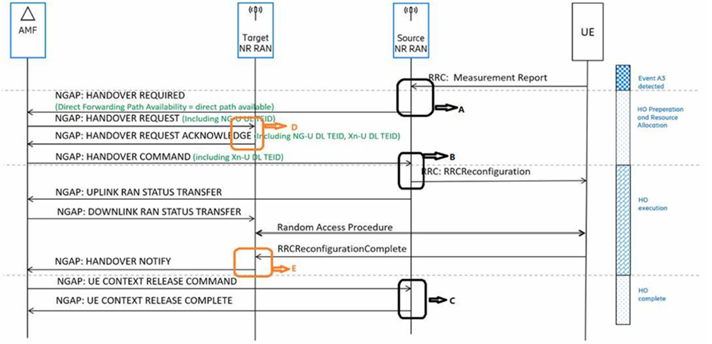 AMF
Target
NR RAN
Source
NR RAN
UE
RRC: Measurement Report
Event A3
detected
NGAP: HANDOVER REQUIRED
(Direct Forwarding Path Availability = direct path available)
A
HO Preparation
and Resource
Allocation
NGAP: HANDOVER REQUEST (Including NG-U UL TEID)
D
NGAP: HANDOVER REQUEST ACKNOWLEDGE (Including NG-U DL TEID, Xn-U DL TEID)
NGAP: HANDOVER COMMAND (including Xn-U DL TEID)
B
RRC: RRCReconfiguration
NGAP: UPLINK RAN STATUS TRANSFER
HO
execution
NGAP: DOWNLINK RAN STATUS TRANSFER
Random Access Procedure
RRCReconfigurationComplete
NGAP: HANDOVER NOTIFY
E
NGAP: UE CONTEXT RELEASE COMMAND
NGAP: UE CONTEXT RELEASE COMPLETE
C
HO
complete